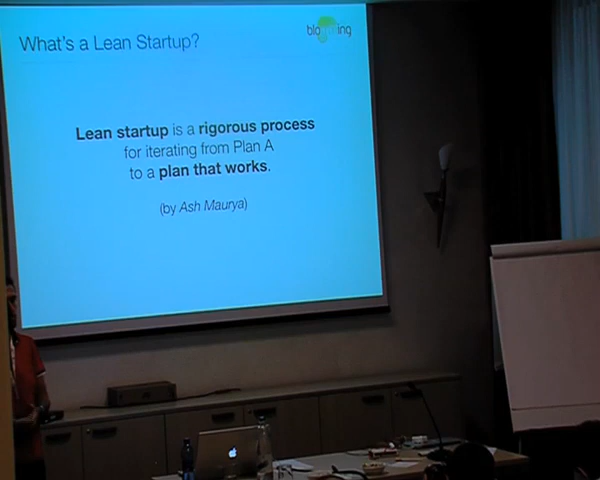 What's a Lean Startup?
blooming
Lean startup is a rigorous process
for iterating from Plan A
to a plan that works.
(by Ash Maurya)